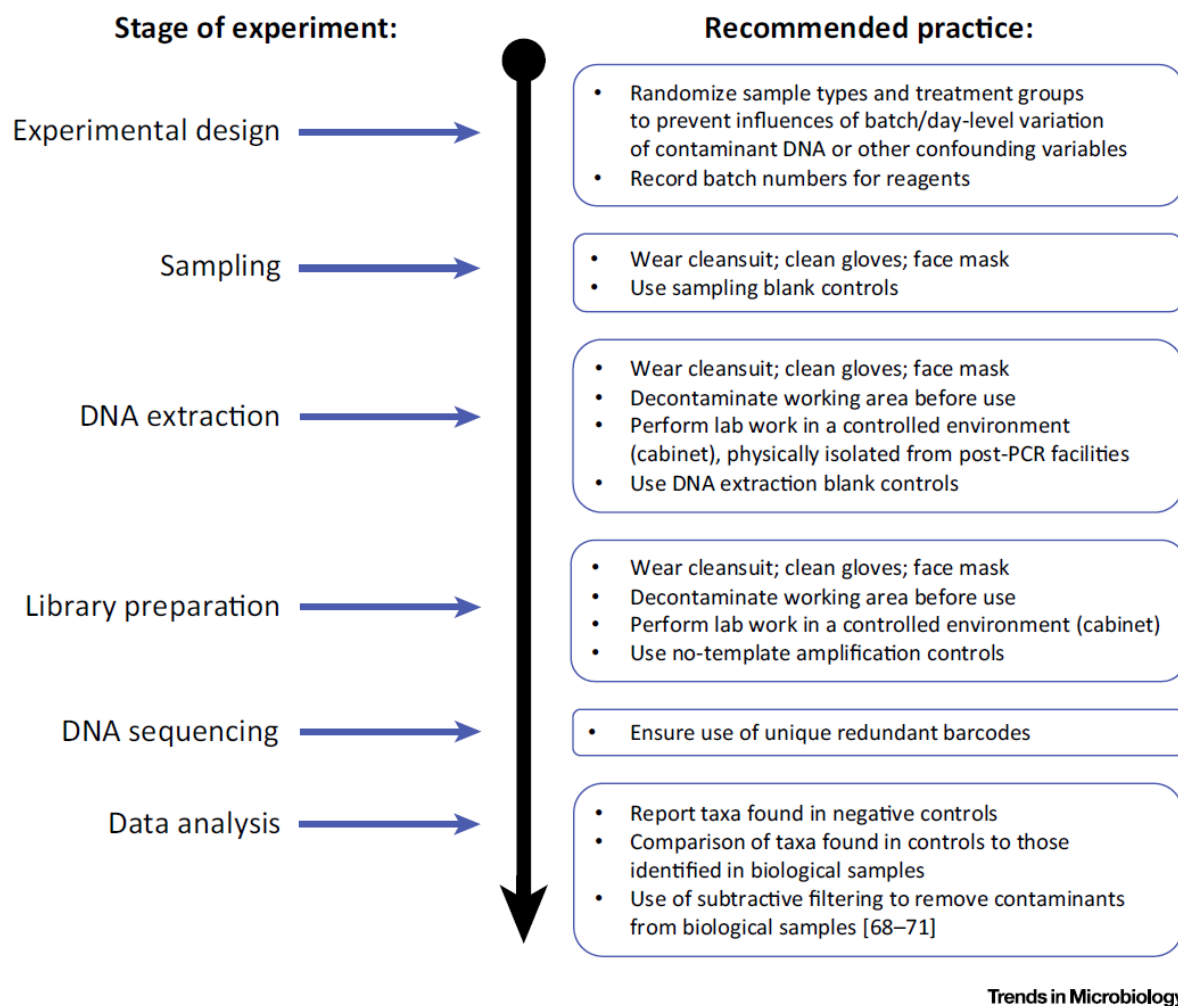 Stage of experiment:
Recommended practice:
Experimental design
• Randomize sample types and treatment groups
to prevent influences of batch/day-level variation
of contaminant DNA or other confounding variables
• Record batch numbers for reagents
Sampling
• Wear cleansuit; clean gloves; face mask
• Use sampling blank controls
DNA extraction
• Wear cleansuit; clean gloves; face mask
• Decontaminate working area before use
• Perform lab work in a controlled environment
(cabinet), physically isolated from post-PCR facilities
• Use DNA extraction blank controls
Library preparation
• Wear cleansuit; clean gloves; face mask
• Decontaminate working area before use
• Perform lab work in a controlled environment (cabinet)
• Use no-template amplification controls
DNA sequencing
• Ensure use of unique redundant barcodes
Data analysis
• Report taxa found in negative controls
• Comparison of taxa found in controls to those
identified in biological samples
• Use of subtractive filtering to remove contaminants
from biological samples [68–71]
Trends in Microbiology